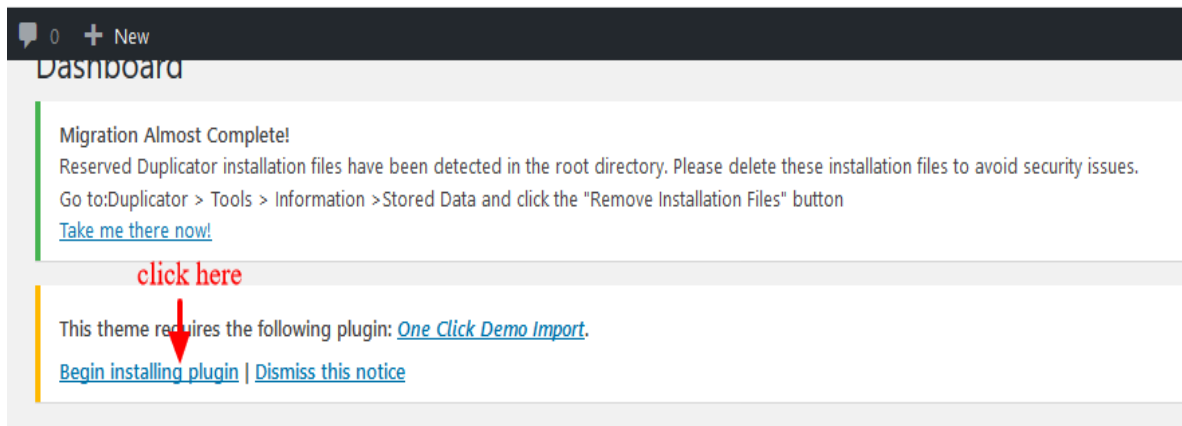 0 New
Dashboard
Migration Almost Complete!
Reserved Duplicator installation files have been detected in the root directory. Please delete these installation files to avoid security issues.
Go to:Duplicator > Tools > Information >Stored Data and click the "Remove Installation Files" button
Take me there now!
click here
This theme requires the following plugin: One Click Demo Import.
Begin installing plugin | Dismiss this notice